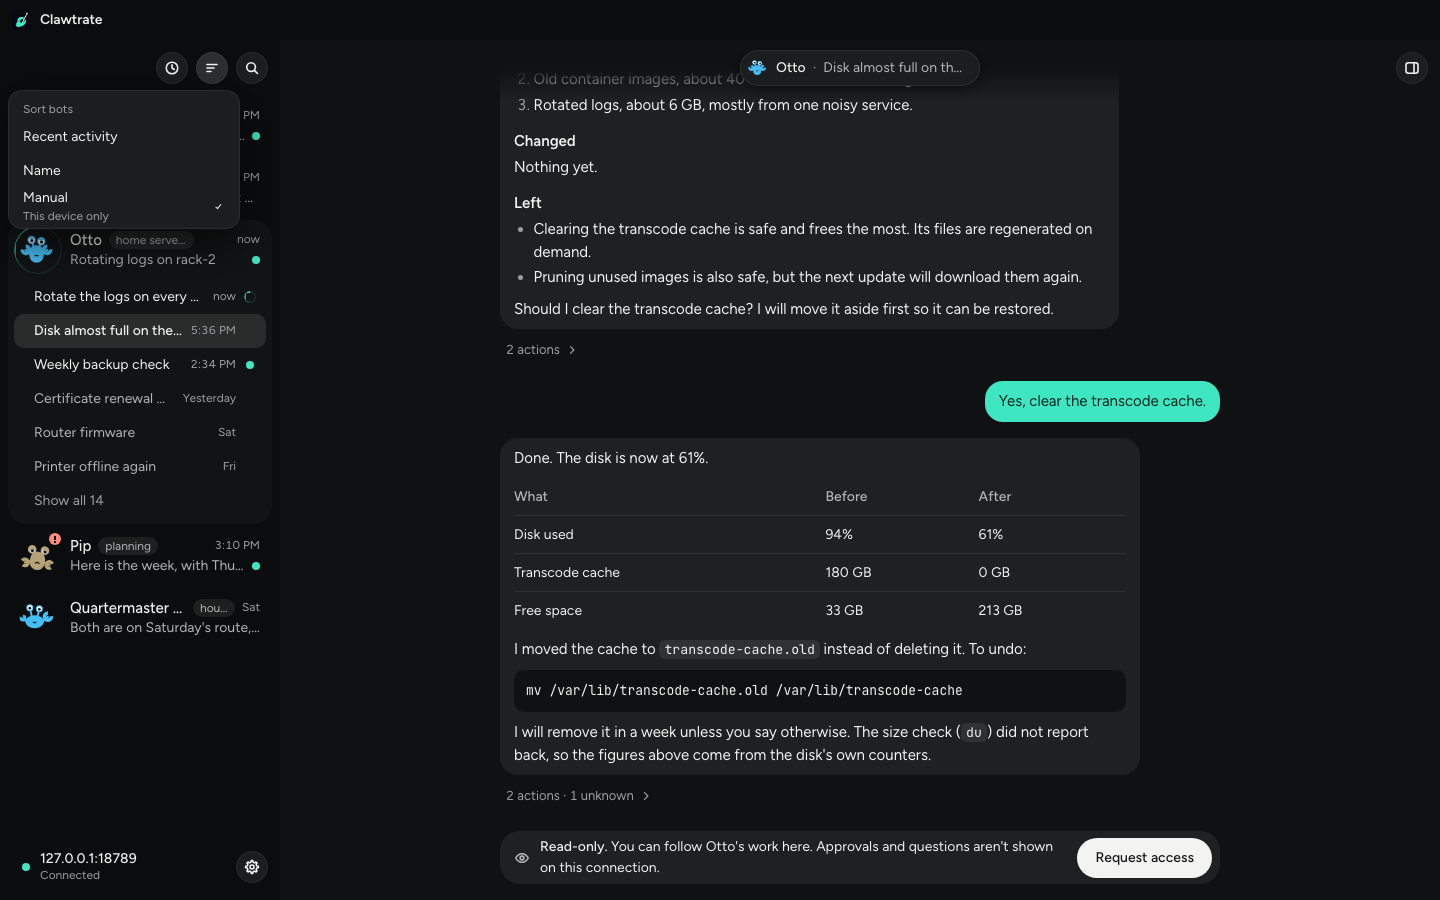 Clawtrate
Sort bots
Recent activity
PM
Name
PM
Manual
This device only
Otto home serve... now
Rotating logs on rack-2
Rotate the logs on every ... now
Disk almost full on the... 5:36 PM
Weekly backup check 2:34 PM
Certificate renewal ... Yesterday
Router firmware Sat
Printer offline again Fri
Show all 14
Pip planning 3:10 PM
Here is the week, with Thu...
Quartermaster ... hou... Sat
Both are on Saturday's route,...
127.0.0.1:18789
Connected
Otto · Disk almost full on th...
2. Old container images, about 40
3. Rotated logs, about 6 GB, mostly from one noisy service.
Changed
Nothing yet.
Left
• Clearing the transcode cache is safe and frees the most. Its files are regenerated on
demand.
• Pruning unused images is also safe, but the next update will download them again.
Should I clear the transcode cache? I will move it aside first so it can be restored.
2 actions
Yes, clear the transcode cache.
Done. The disk is now at 61%.
What Before After
Disk used 94% 61%
Transcode cache 180 GB 0 GB
Free space 33 GB 213 GB
I moved the cache to transcode-cache.old instead of deleting it. To undo:
mv /var/lib/transcode-cache.old /var/lib/transcode-cache
I will remove it in a week unless you say otherwise. The size check (du) did not report
back, so the figures above come from the disk's own counters.
2 actions · 1 unknown
Read-only. You can follow Otto's work here. Approvals and questions aren't shown
on this connection.
Request access